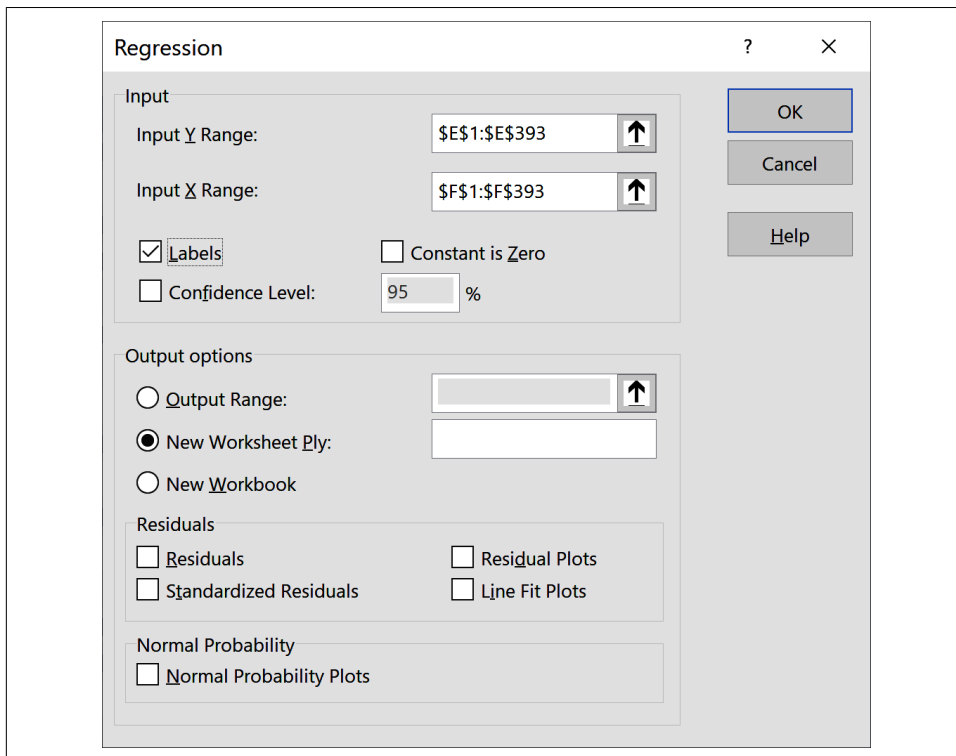 Regression ? ×
Input
Input Y Range: $E$1:$E$393
Input X Range: $F$1:$F$393
Labels Constant is Zero
Confidence Level: 95 %
OK
Cancel
Help
Output options
Output Range:
New Worksheet Ply:
New Workbook
Residuals
Residuals Residual Plots
Standardized Residuals Line Fit Plots
Normal Probability
Normal Probability Plots